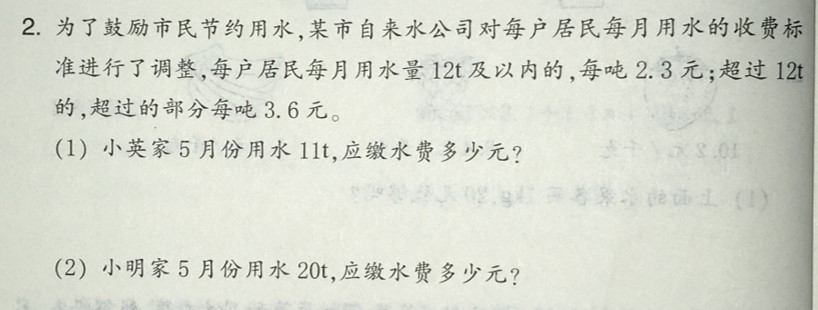 2. 为了鼓励市民节约用水,某市自来水公司对每户居民每月用水的收费标
准进行了调整,每户居民每月用水量 12t 及以内的,每吨 2.3 元;超过 12t
的,超过的部分每吨 3.6 元。
(1) 小英家 5 月份用水 11t,应缴水费多少元?
(2) 小明家 5 月份用水 20t,应缴水费多少元?